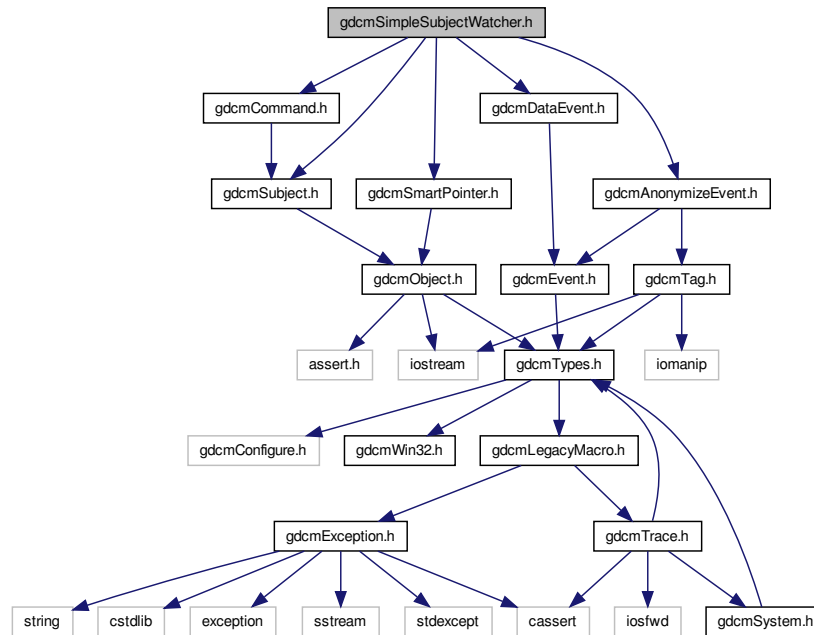 gdcmSimpleSubjectWatcher.h
gdcmCommand.h
gdcmDataEvent.h
gdcmSubject.h
gdcmSmartPointer.h
gdcmAnonymizeEvent.h
gdcmObject.h
gdcmEvent.h
gdcmTag.h
assert.h
iostream
gdcmTypes.h
iomanip
gdcmConfigure.h
gdcmWin32.h
gdcmLegacyMacro.h
gdcmException.h
gdcmTrace.h
string
cstdlib
exception
sstream
stdexcept
cassert
iosfwd
gdcmSystem.h